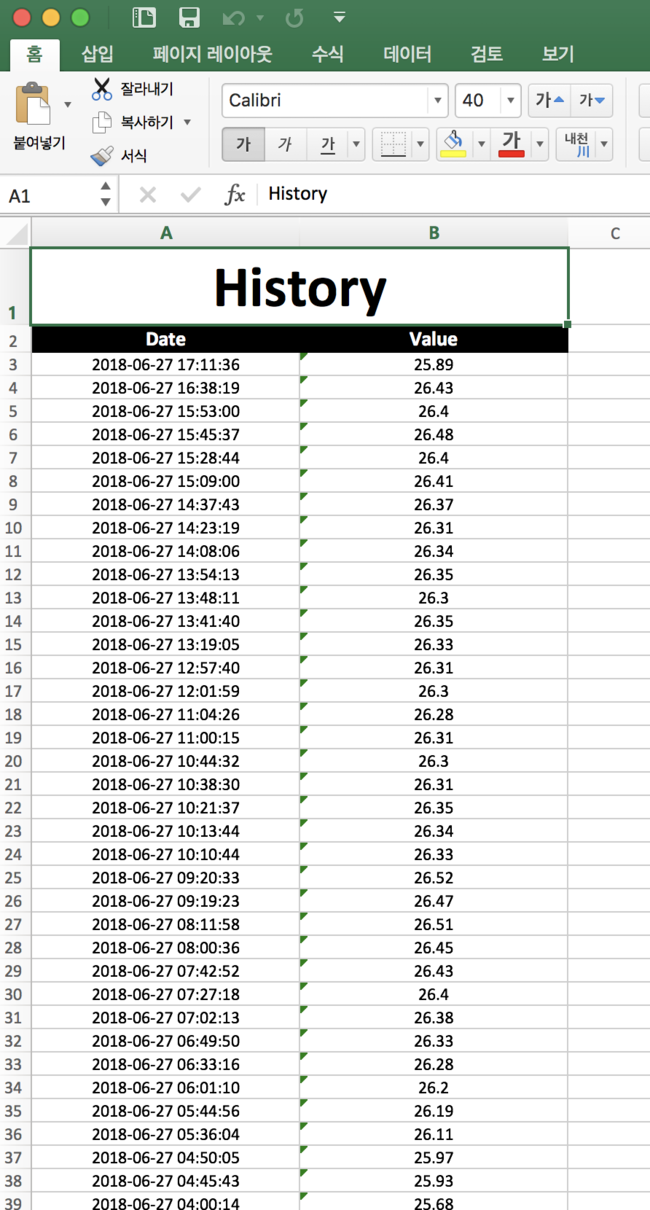 홈 삽입 페이지 레이아웃 수식 데이터 검토 보기
붙여넣기
잘라내기
복사하기
서식
Calibri 40 가 가
가 가 가 가 내천 川
A1 fx History
A B C
1 History
2 Date Value
3 2018-06-27 17:11:36 25.89
4 2018-06-27 16:38:19 26.43
5 2018-06-27 15:53:00 26.4
6 2018-06-27 15:45:37 26.48
7 2018-06-27 15:28:44 26.4
8 2018-06-27 15:09:00 26.41
9 2018-06-27 14:37:43 26.37
10 2018-06-27 14:23:19 26.31
11 2018-06-27 14:08:06 26.34
12 2018-06-27 13:54:13 26.35
13 2018-06-27 13:48:11 26.3
14 2018-06-27 13:41:40 26.35
15 2018-06-27 13:19:05 26.33
16 2018-06-27 12:57:40 26.31
17 2018-06-27 12:01:59 26.3
18 2018-06-27 11:04:26 26.28
19 2018-06-27 11:00:15 26.31
20 2018-06-27 10:44:32 26.3
21 2018-06-27 10:38:30 26.31
22 2018-06-27 10:21:37 26.35
23 2018-06-27 10:13:44 26.34
24 2018-06-27 10:10:44 26.33
25 2018-06-27 09:20:33 26.52
26 2018-06-27 09:19:23 26.47
27 2018-06-27 08:11:58 26.51
28 2018-06-27 08:00:36 26.45
29 2018-06-27 07:42:52 26.43
30 2018-06-27 07:27:18 26.4
31 2018-06-27 07:02:13 26.38
32 2018-06-27 06:49:50 26.33
33 2018-06-27 06:33:16 26.28
34 2018-06-27 06:01:10 26.2
35 2018-06-27 05:44:56 26.19
36 2018-06-27 05:36:04 26.11
37 2018-06-27 04:50:05 25.97
38 2018-06-27 04:45:43 25.93
39 2018-06-27 04:00:14 25.68